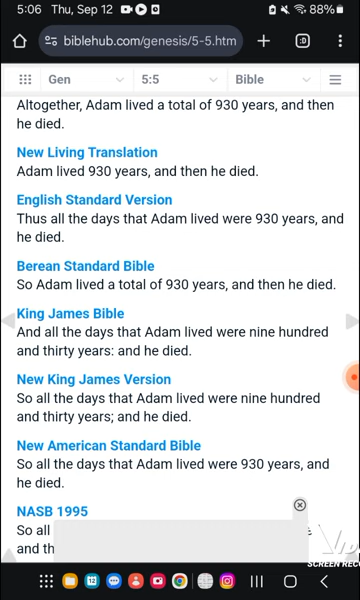 5:06 Thu, Sep 12 88%
biblehub.com/genesis/5-5.htm
:D
Gen 5:5 Bible
Altogether, Adam lived a total of 930 years, and then
he died.
New Living Translation
Adam lived 930 years, and then he died.
English Standard Version
Thus all the days that Adam lived were 930 years, and
he died.
Berean Standard Bible
So Adam lived a total of 930 years, and then he died.
King James Bible
And all the days that Adam lived were nine hundred
and thirty years: and he died.
New King James Version
So all the days that Adam lived were nine hundred
and thirty years; and he died.
New American Standard Bible
So all the days that Adam lived were 930 years, and
he died.
NASB 1995
So all
and th
SCREEN REC
12